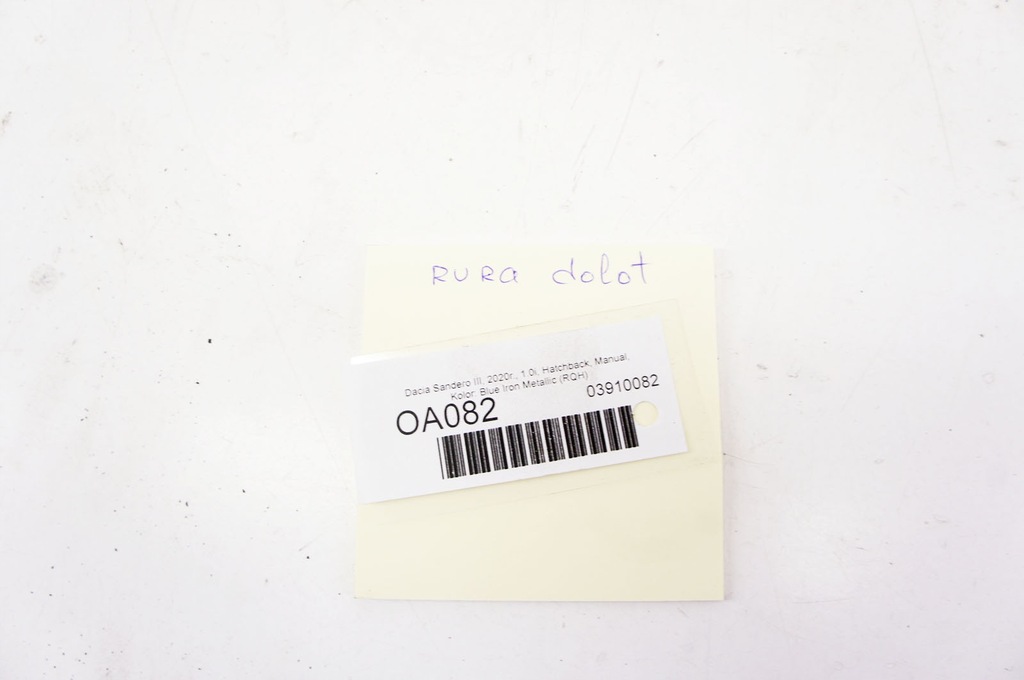 RURA dolot
Dacia Sandero III, 2020r., 1.0i, Hatchback, Manual,
Kolor: Blue Iron Metallic (RQH)
03910082
OA082